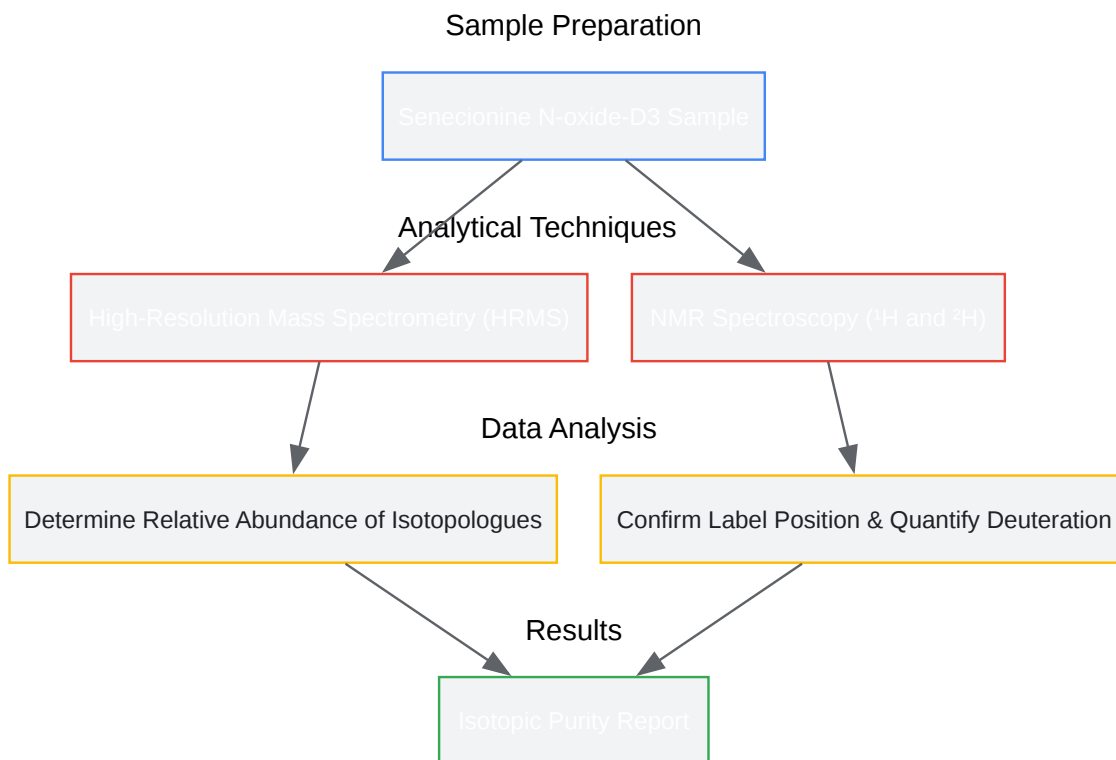 Sample Preparation
Senecionine N-oxide-D3 Sample
Analytical Techniques
High-Resolution Mass Spectrometry (HRMS)
NMR Spectroscopy (¹H and ²H)
Data Analysis
Determine Relative Abundance of Isotopologues
Confirm Label Position & Quantify Deuteration
Results
Isotopic Purity Report